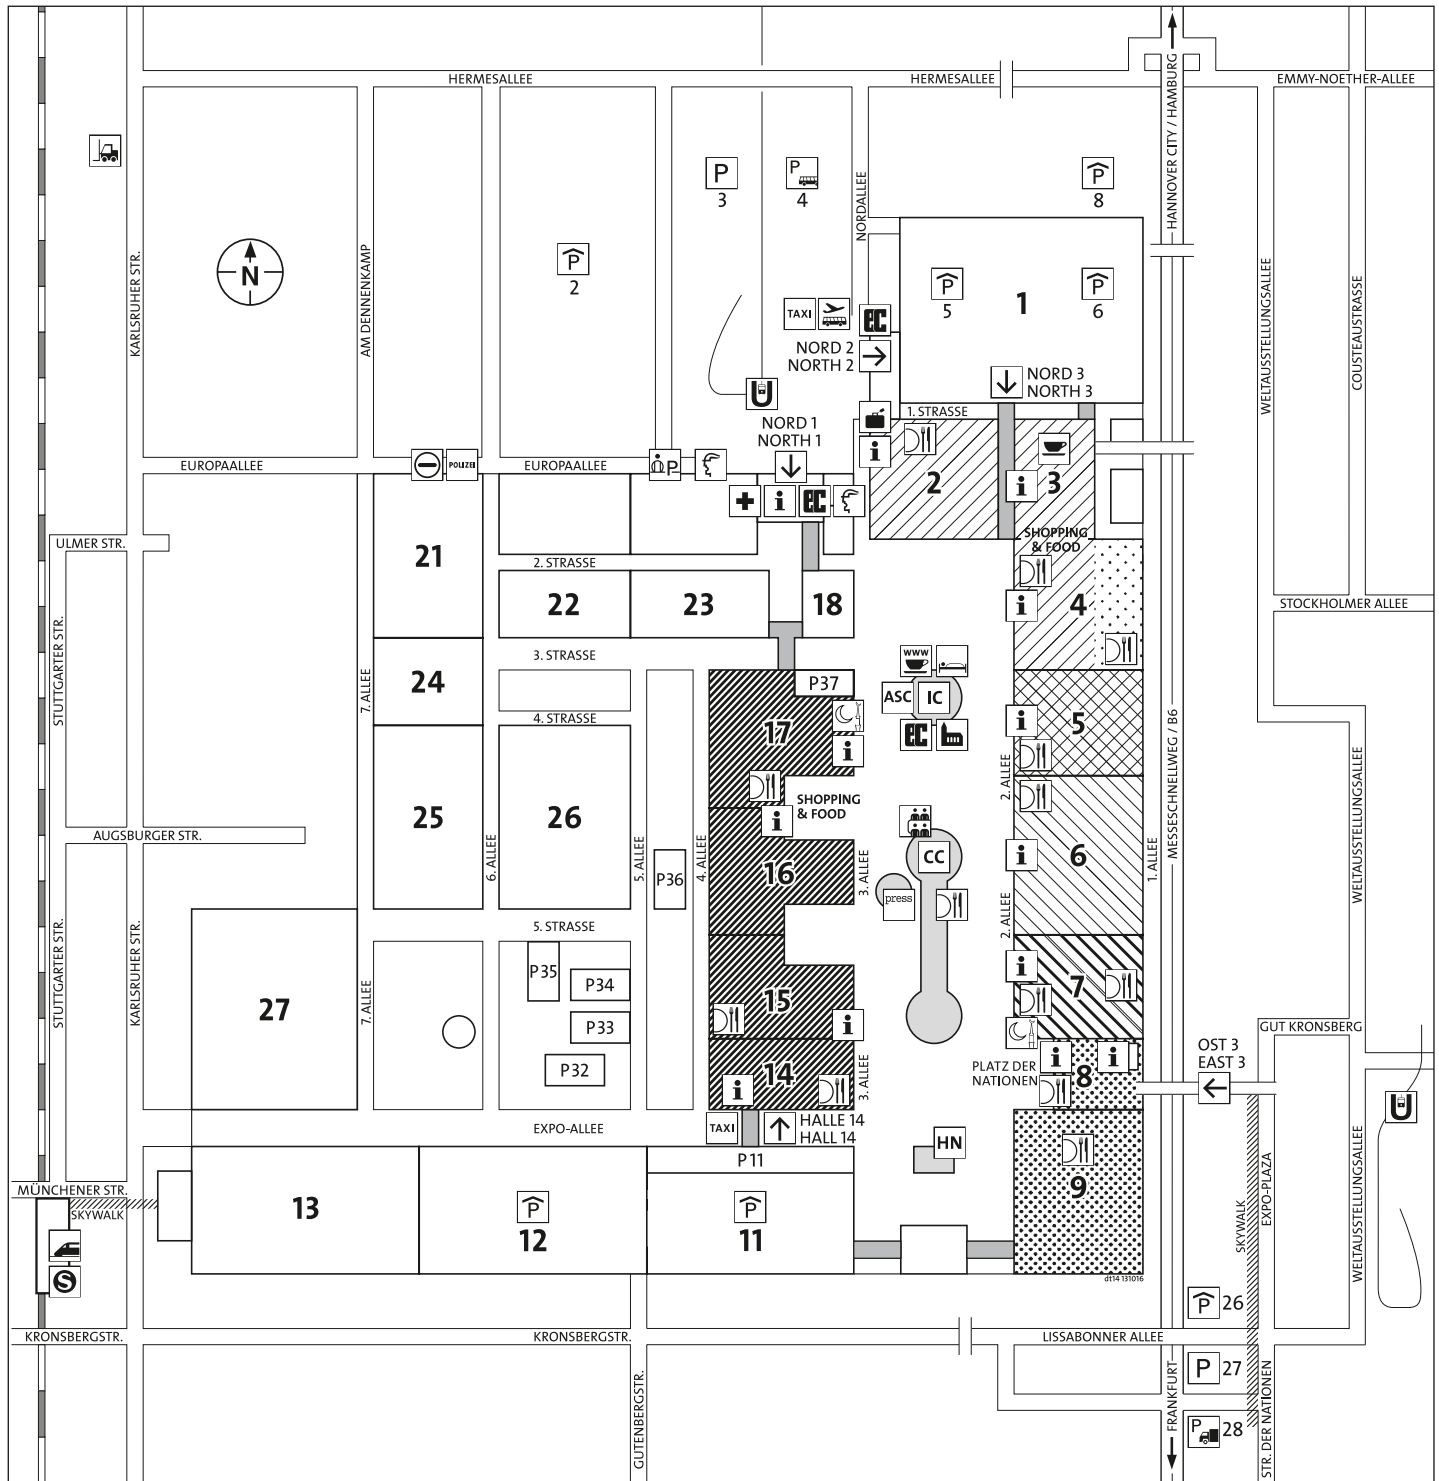 HERMESALLEE
HERMESALLEE
EMMY-NOETHER-ALLEE
HANNOVER CITY / HAMBURG
KARLSRUHER STR.
AM DENNENKAMP
NORDALLEE
WELTAUSSTELLUNGSALLEE
COUSTEAUSTRASSE
P
3
P
4
P
8
N
P
2
P
5
1
P
6
TAXI
EC
NORD 2
NORTH 2
NORD 3
NORTH 3
U
1. STRASSE
NORD 1
NORTH 1
i
2
i
3
EUROPAALLEE
POLIZEI
EUROPAALLEE
P
i
EC
SHOPPING
& FOOD
ULMER STR.
21
2. STRASSE
22
23
18
i
4
STOCKHOLMER ALLEE
STUTTGARTER STR.
3. STRASSE
7. ALLEE
24
P37
WWW
ASC
IC
EC
4. STRASSE
17
i
i
5
2. ALLEE
MESSESCHNELLWEG / B6
WELTAUSSTELLUNGSALLEE
25
26
SHOPPING
& FOOD
i
AUGSBURGER STR.
6. ALLEE
5. ALLEE
P36
4. ALLEE
16
3. ALLEE
CC
press
i
6
1. ALLEE
2. ALLEE
STUTTGARTER STR.
KARLSRUHER STR.
5. STRASSE
27
7. ALLEE
P35
P34
P33
P32
15
i
i
7
GUT KRONSBERG
OST 3
EAST 3
PLATZ DER
NATIONEN
i
i
8
14
i
3. ALLEE
U
EXPO-ALLEE
TAXI
HALLE 14
HALL 14
HN
P 11
MÜNCHENER STR.
SKYWALK
13
P
12
P
11
9
SKYWALK
EXPO-PLAZA
WELTAUSSTELLUNGSALLEE
S
dt14 131016
P
26
KRONSBERGSTR.
KRONSBERGSTR.
LISSABONNER ALLEE
P
27
GUTENBERGSTR.
FRANKFURT
P
28
STR. DER NATIONEN